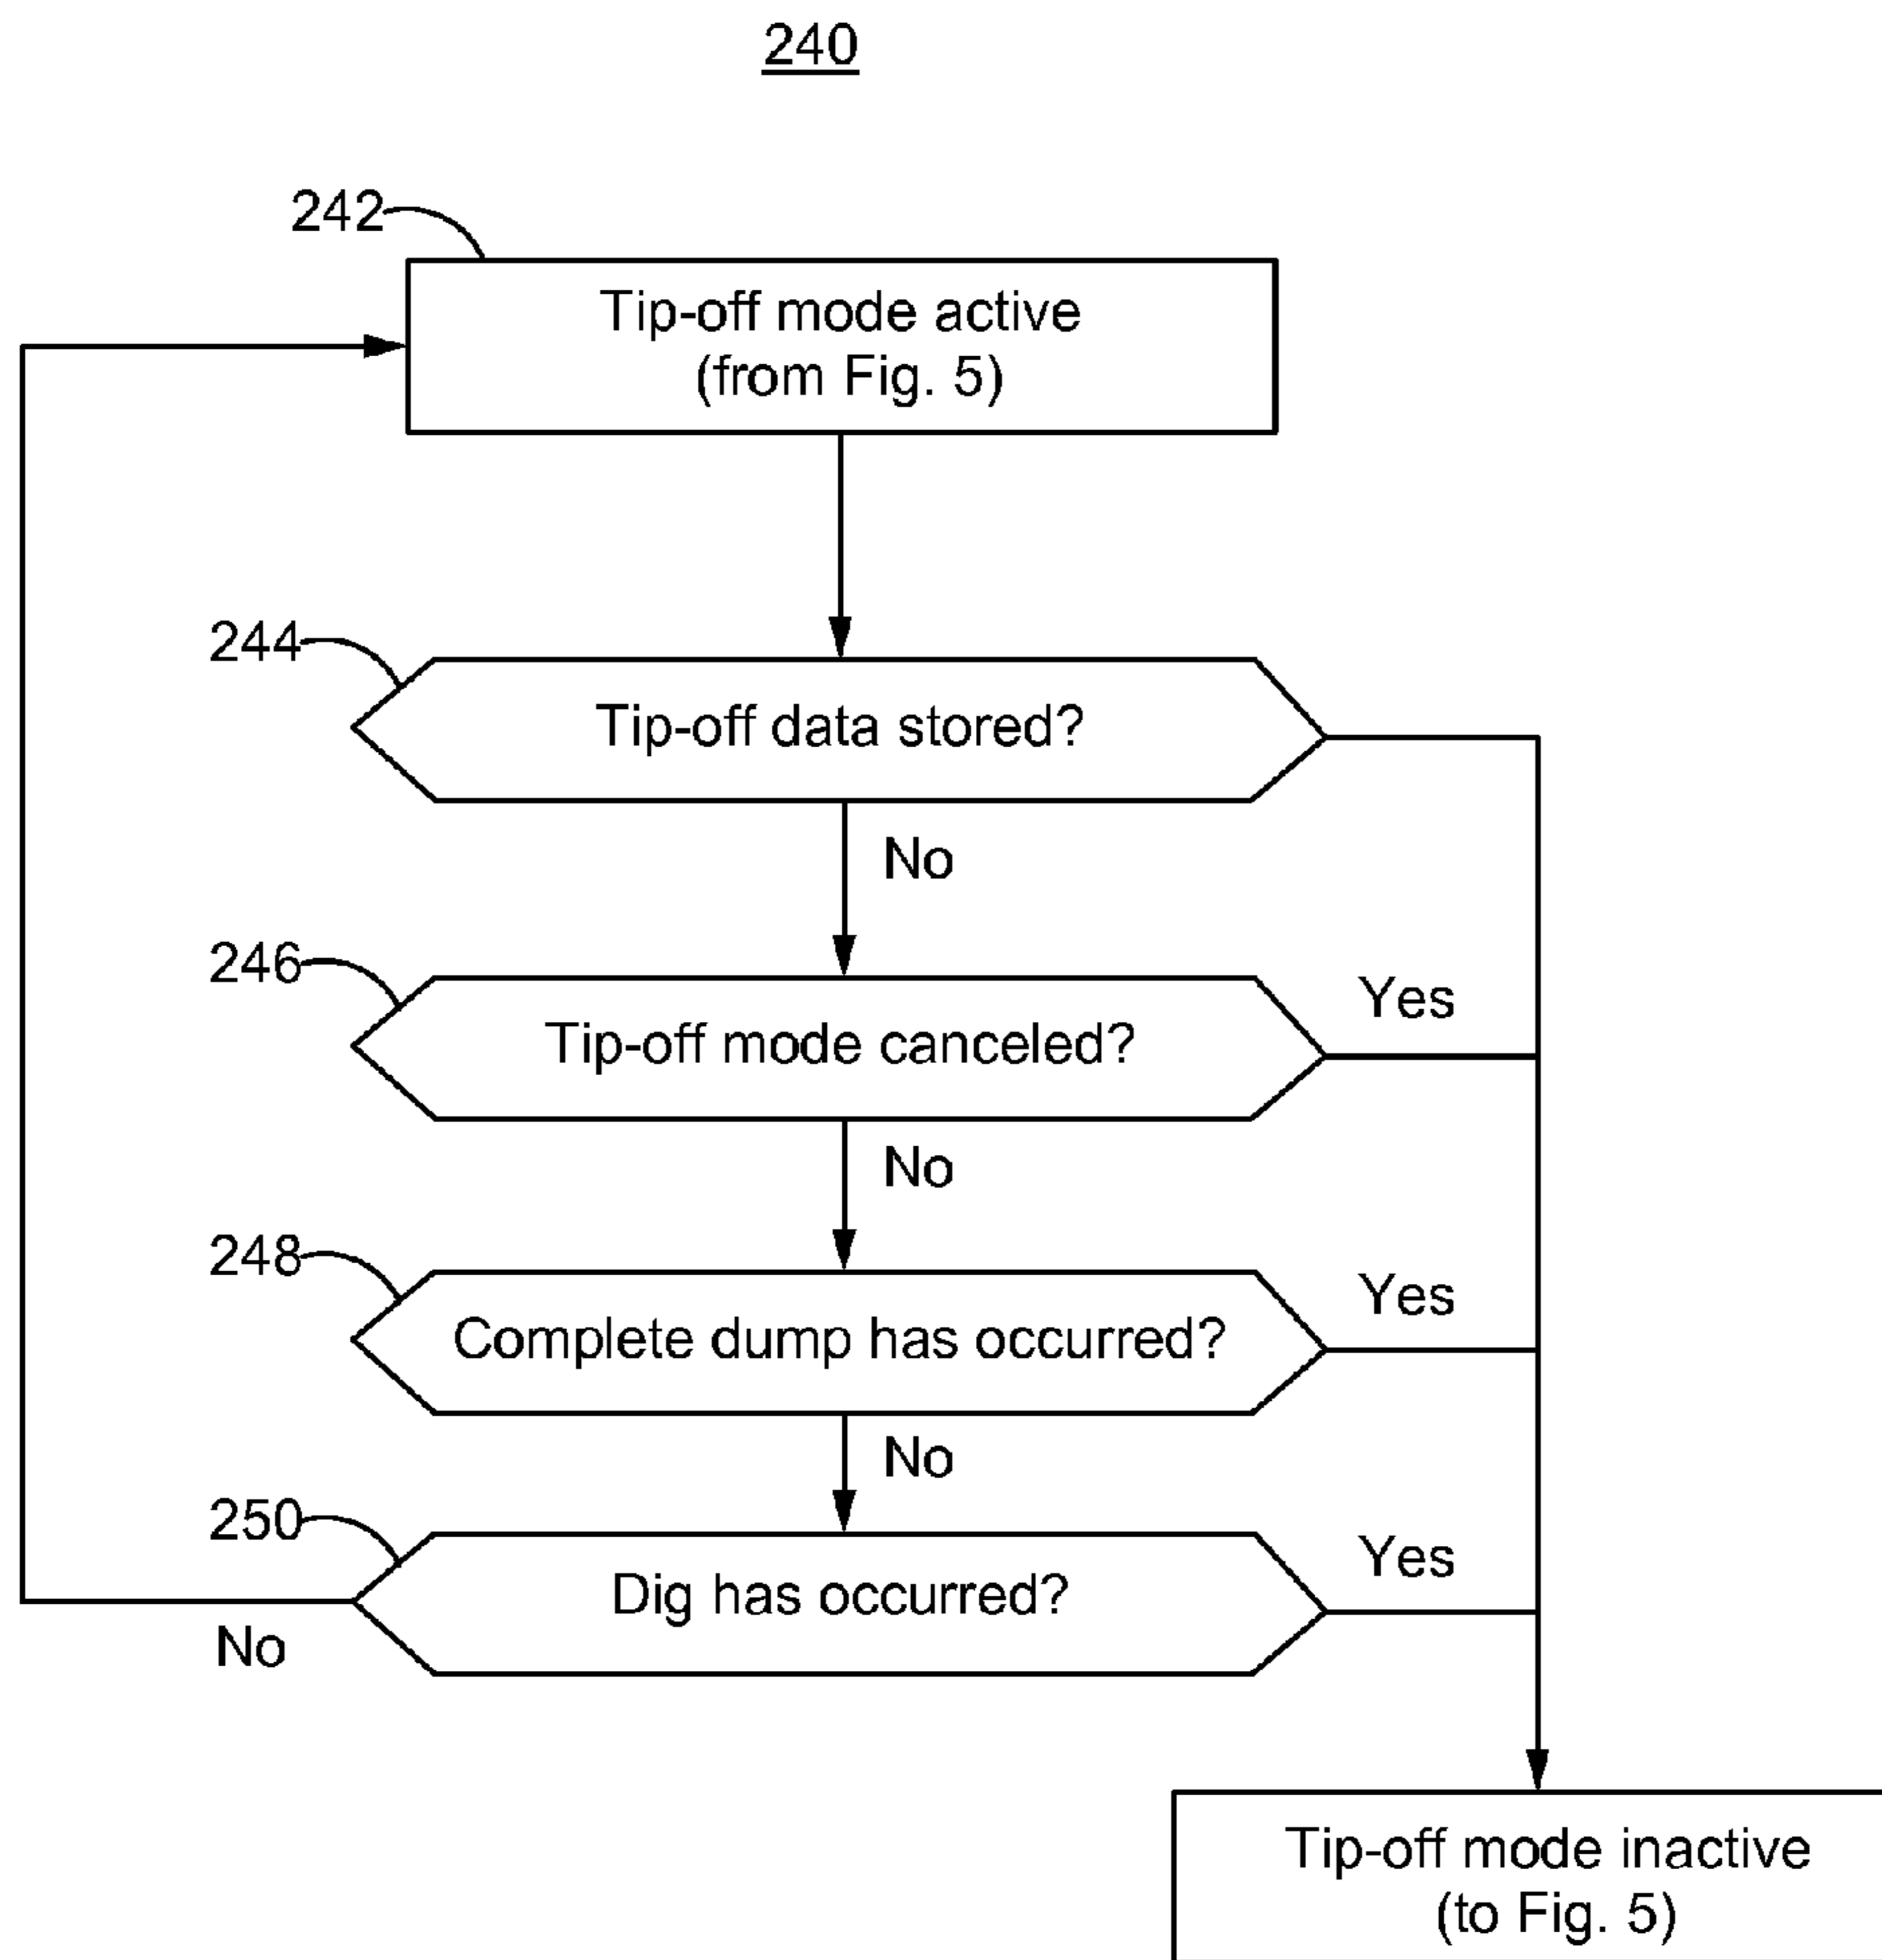 240
242
Tip-off mode active
(from Fig. 5)
244
Tip-off data stored?
No
246
Tip-off mode canceled?
Yes
No
248
Complete dump has occurred?
Yes
No
250
Dig has occurred?
Yes
No
Tip-off mode inactive
(to Fig. 5)